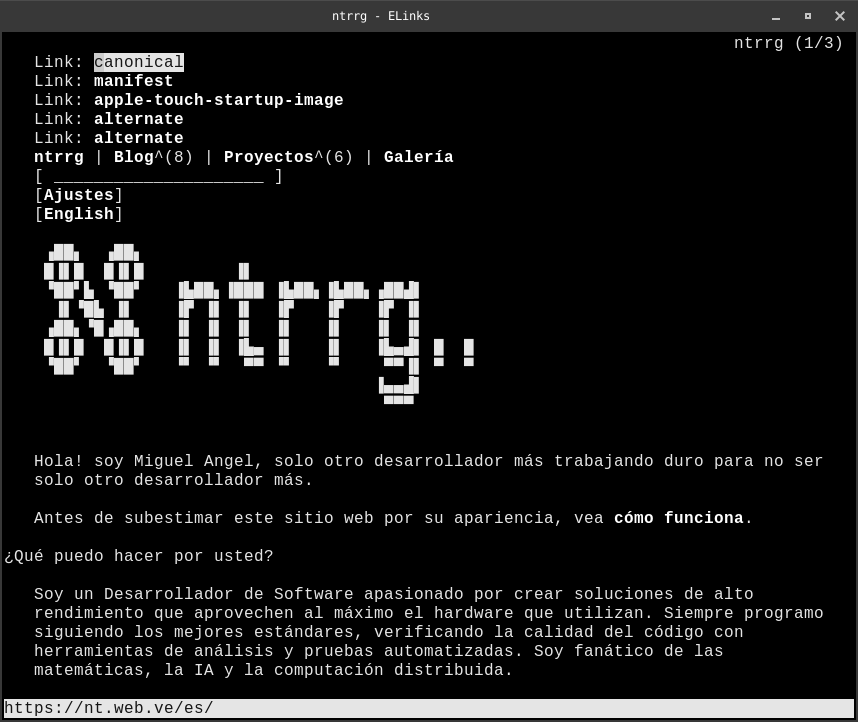 ntrrg - ELinks
ntrrg (1/3)
Link: canonical
Link: manifest
Link: apple-touch-startup-image
Link: alternate
Link: alternate
ntrrg | Blog^(8) | Proyectos^(6) | Galería
[ _____________________ ]
[Ajustes]
[English]
ntrrg..
Hola! soy Miguel Angel, solo otro desarrollador más trabajando duro para no ser
solo otro desarrollador más.
Antes de subestimar este sitio web por su apariencia, vea cómo funciona.
¿Qué puedo hacer por usted?
Soy un Desarrollador de Software apasionado por crear soluciones de alto
rendimiento que aprovechen al máximo el hardware que utilizan. Siempre programo
siguiendo los mejores estándares, verificando la calidad del código con
herramientas de análisis y pruebas automatizadas. Soy fanático de las
matemáticas, la IA y la computación distribuida.
https://nt.web.ve/es/